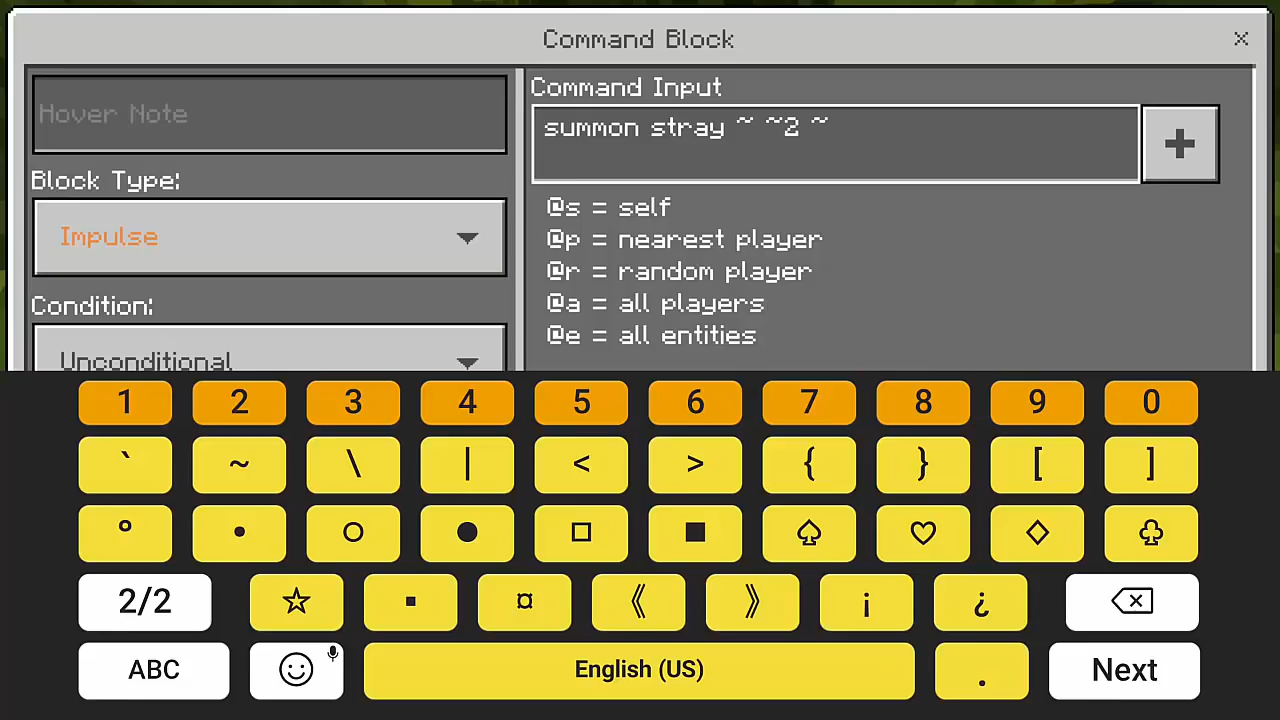 Command Block
Hover Note
Block Type:
Impulse
Condition:
Unconditional
Command Input
summon stray ~ ~2 ~
+
@s = self
@p = nearest player
@r = random player
@a = all players
@e = all entities
1 2 3 4 5 6 7 8 9 0
` ~ \ | < > { } [ ]
° • ○ ● □ ■ ♤ ♡ ◇ ♧
2/2 ☆ ▪ ¤ 《 》 ¡ ¿
ABC English (US) . Next